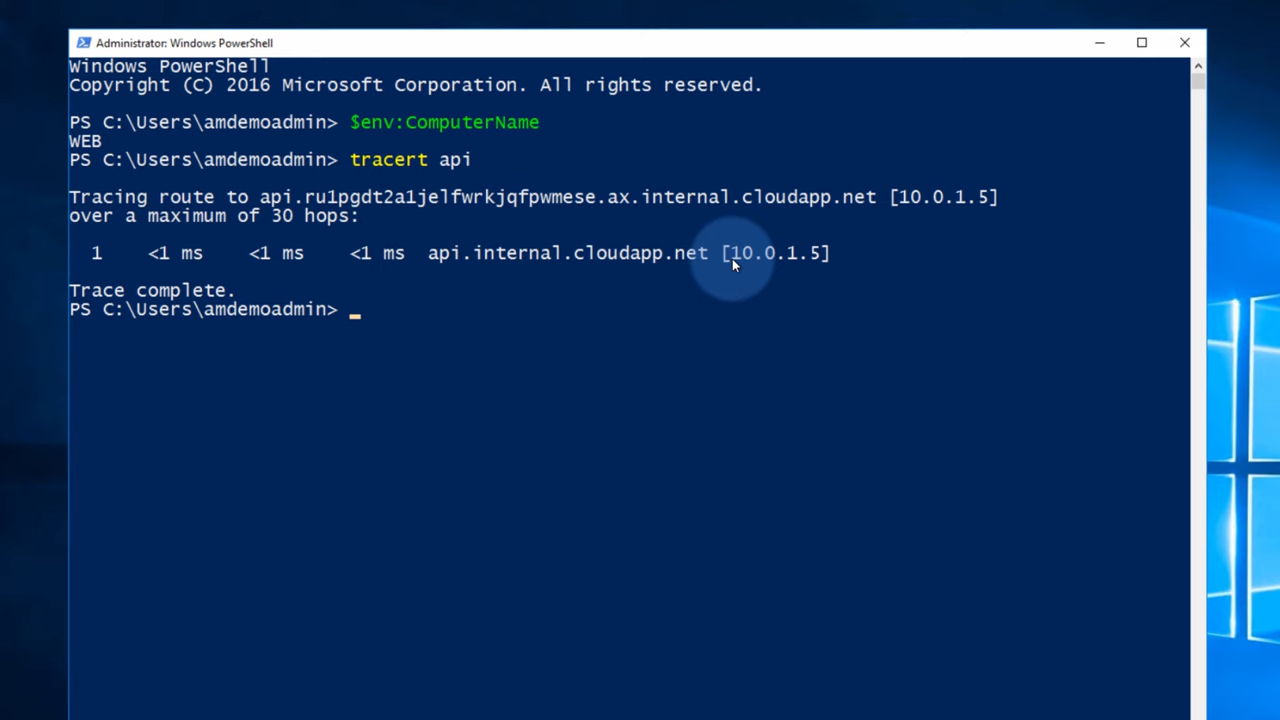 Administrator: Windows PowerShell
Windows PowerShell
Copyright (C) 2016 Microsoft Corporation. All rights reserved.
PS C:\Users\amdemoadmin> $env:ComputerName
WEB
PS C:\Users\amdemoadmin> tracert api
Tracing route to api.ru1pgdt2a1jelfwrkjqfpwmese.ax.internal.cloudapp.net [10.0.1.5]
over a maximum of 30 hops:
1 <1 ms <1 ms <1 ms api.internal.cloudapp.net [10.0.1.5]
Trace complete.
PS C:\Users\amdemoadmin>